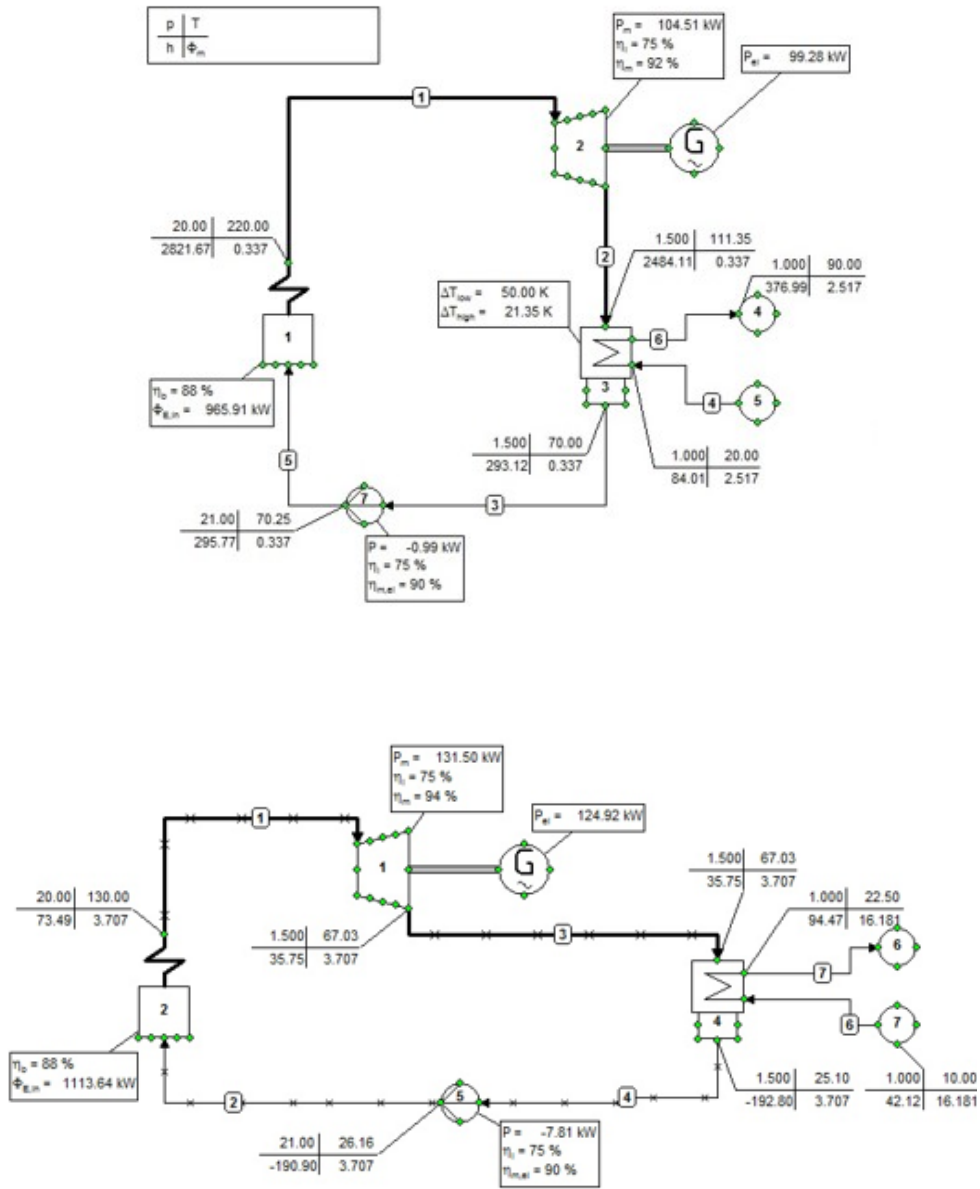 p T
h Φm
1
Pm = 104.51 kW
ηi = 75 %
ηm = 92 %
Pel = 99.28 kW
2
G
~
20.00 220.00
2821.67 0.337
2
1.500 111.35
2484.11 0.337
1.000 90.00
376.99 2.517
ΔTlow = 50.00 K
ΔThigh = 21.35 K
6
4
1
3
4
5
ηb = 88 %
ΦE,in = 965.91 kW
1.500 70.00
293.12 0.337
1.000 20.00
84.01 2.517
5
7
3
21.00 70.25
295.77 0.337
P = -0.99 kW
ηi = 75 %
ηm,el = 90 %
Pm = 131.50 kW
ηi = 75 %
ηm = 94 %
1
Pel = 124.92 kW
1
G
~
1.500 67.03
35.75 3.707
20.00 130.00
73.49 3.707
1.000 22.50
94.47 16.181
1.500 67.03
35.75 3.707
3
7
6
2
4
6
7
ηb = 88 %
ΦE,in = 1113.64 kW
1.500 25.10
-192.80 3.707
1.000 10.00
42.12 16.181
2
5
4
21.00 26.16
-190.90 3.707
P = -7.81 kW
ηi = 75 %
ηm,el = 90 %